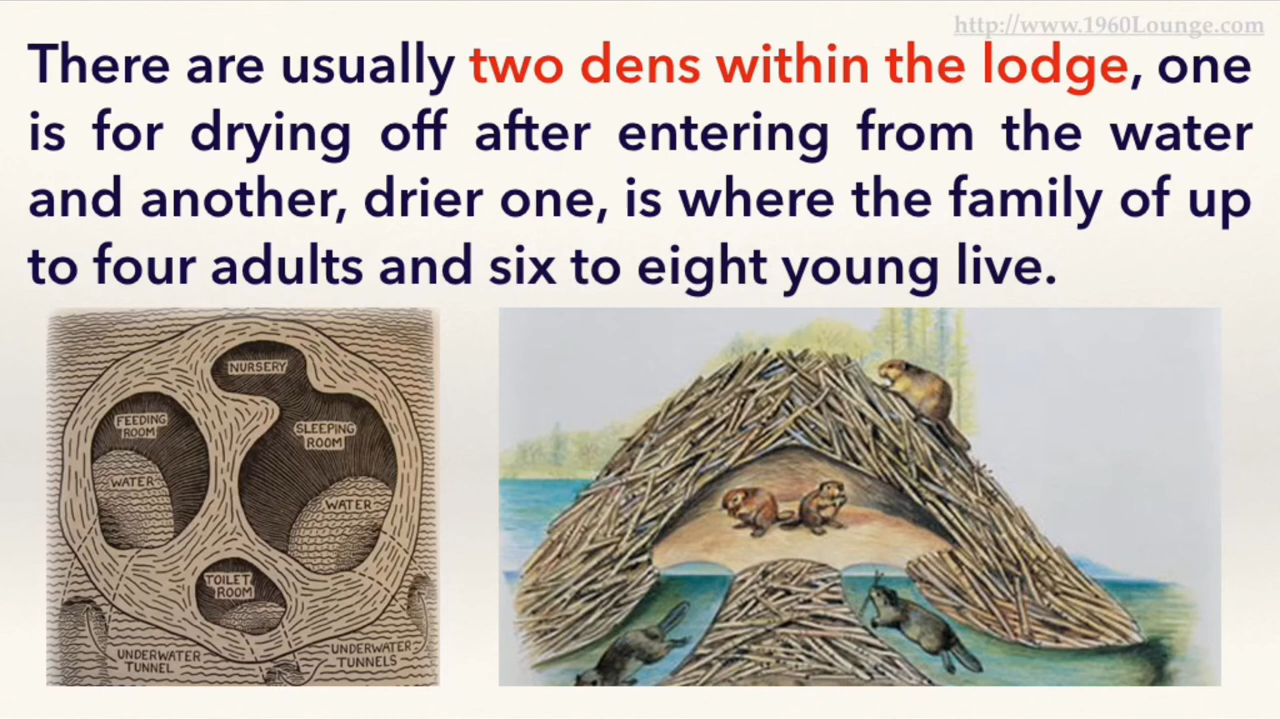 http://www.1960Lounge.com
There are usually two dens within the lodge, one
is for drying off after entering from the water
and another, drier one, is where the family of up
to four adults and six to eight young live.
NURSERY
FEEDING
ROOM
SLEEPING
ROOM
WATER
WATER
TOILET
ROOM
UNDERWATER
TUNNEL
UNDERWATER
TUNNELS